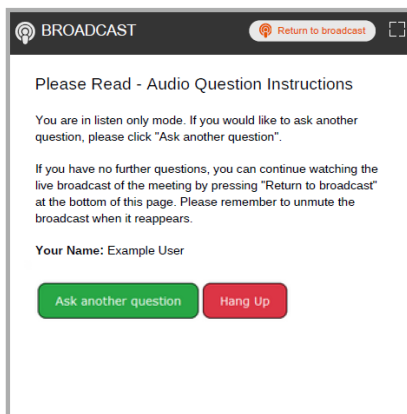 BROADCAST
Return to broadcast
Please Read - Audio Question Instructions
You are in listen only mode. If you would like to ask another
question, please click "Ask another question".
If you have no further questions, you can continue watching the
live broadcast of the meeting by pressing "Return to broadcast"
at the bottom of this page. Please remember to unmute the
broadcast when it reappears.
Your Name: Example User
Ask another question
Hang Up